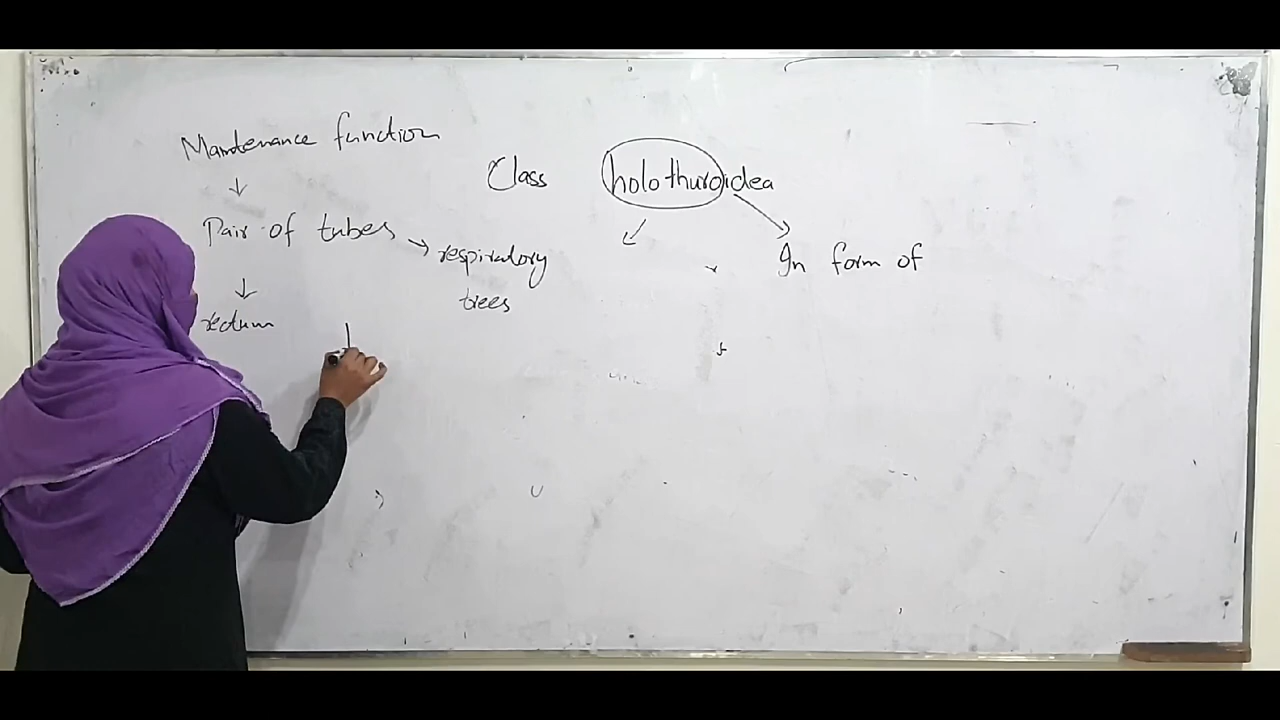 Maintenance function
Class holothuroidea
Pair of tubes
respiratory
trees
In form of
rectum